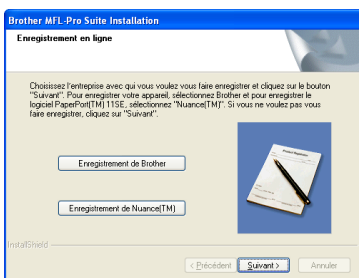 Brother MFL-Pro Suite Installation
Enregistrement en ligne
Choisissez l'entreprise avec qui vous voulez vous faire enregistrer et cliquez sur le bouton
"Suivant". Pour enregistrer votre appareil, sélectionnez Brother et pour enregistrer le
logiciel PaperPort(TM) 11SE, sélectionnez "Nuance(TM)". Si vous ne voulez pas vous
faire enregistrer, cliquez sur "Suivant".
Enregistrement de Brother
Enregistrement de Nuance(TM)
InstallShield
< Précédent
Suivant >
Annuler